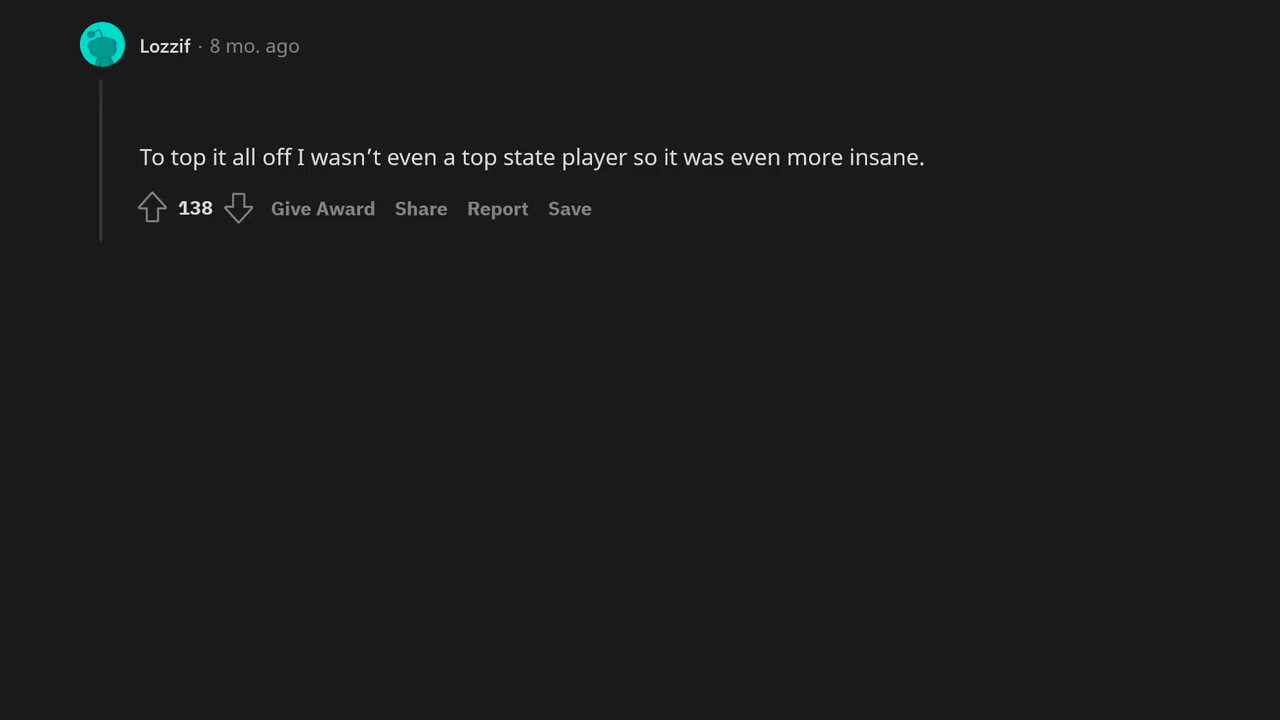 Lozzif · 8 mo. ago
To top it all off I wasn’t even a top state player so it was even more insane.
138 Give Award Share Report Save